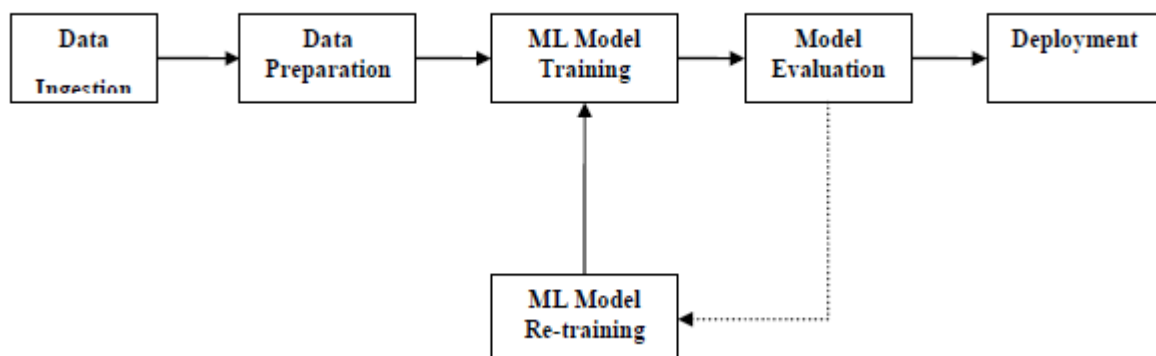 Data
Ingestion
Data
Preparation
ML Model
Training
Model
Evaluation
Deployment
ML Model
Re-training